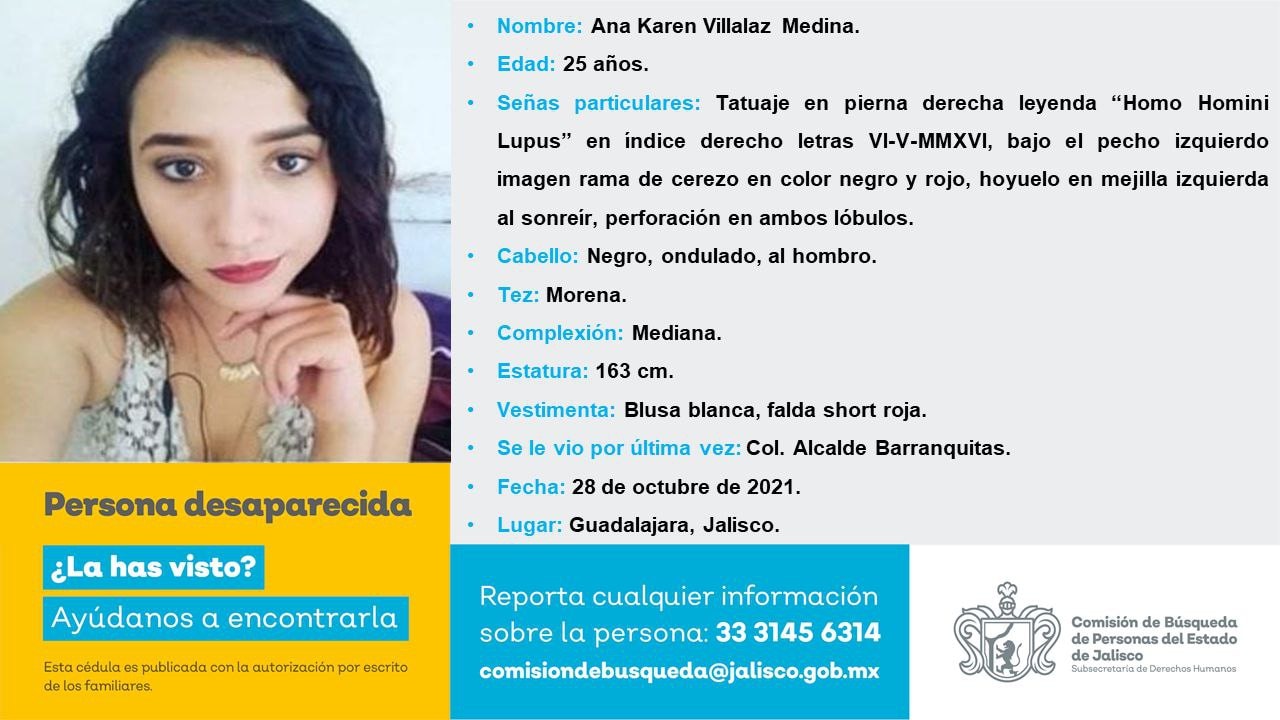 • Nombre: Ana Karen Villalaz Medina.
• Edad: 25 años.
• Señas particulares: Tatuaje en pierna derecha leyenda “Homo Homini
Lupus” en índice derecho letras VI-V-MMXVI, bajo el pecho izquierdo
imagen rama de cerezo en color negro y rojo, hoyuelo en mejilla izquierda
al sonreír, perforación en ambos lóbulos.
• Cabello: Negro, ondulado, al hombro.
• Tez: Morena.
• Complexión: Mediana.
• Estatura: 163 cm.
• Vestimenta: Blusa blanca, falda short roja.
• Se le vio por última vez: Col. Alcalde Barranquitas.
• Fecha: 28 de octubre de 2021.
• Lugar: Guadalajara, Jalisco.
Persona desaparecida
¿La has visto?
Ayúdanos a encontrarla
Esta cédula es publicada con la autorización por escrito
de los familiares.
Reporta cualquier información
sobre la persona: 33 3145 6314
comisiondebusqueda@jalisco.gob.mx
Comisión de Búsqueda
de Personas del Estado
de Jalisco
Subsecretaría de Derechos Humanos